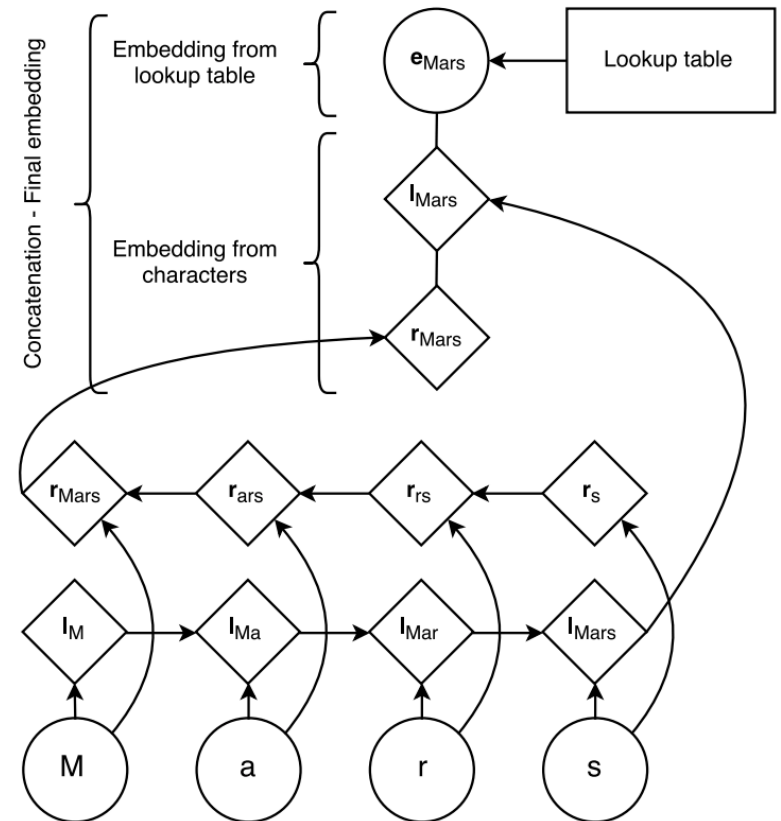 Concatenation - Final embedding
Embedding from
lookup table
eMars
Lookup table
lMars
Embedding from
characters
rMars
rMars
rars
rrs
rs
lM
lMa
lMar
lMars
M
a
r
s